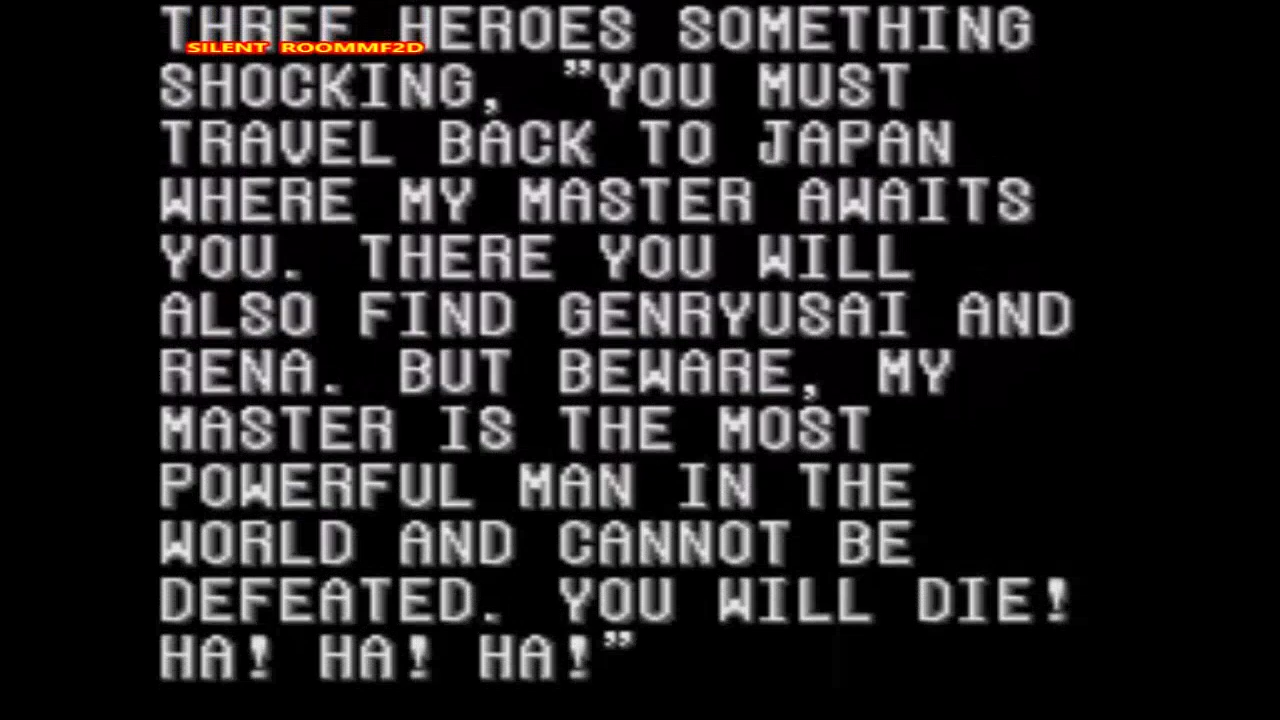 THREE HEROES SOMETHING
SILENT ROOMMF2D
SHOCKING, "YOU MUST
TRAVEL BACK TO JAPAN
WHERE MY MASTER AWAITS
YOU. THERE YOU WILL
ALSO FIND GENRYUSAI AND
RENA. BUT BEWARE, MY
MASTER IS THE MOST
POWERFUL MAN IN THE
WORLD AND CANNOT BE
DEFEATED. YOU WILL DIE!
HA! HA! HA!"